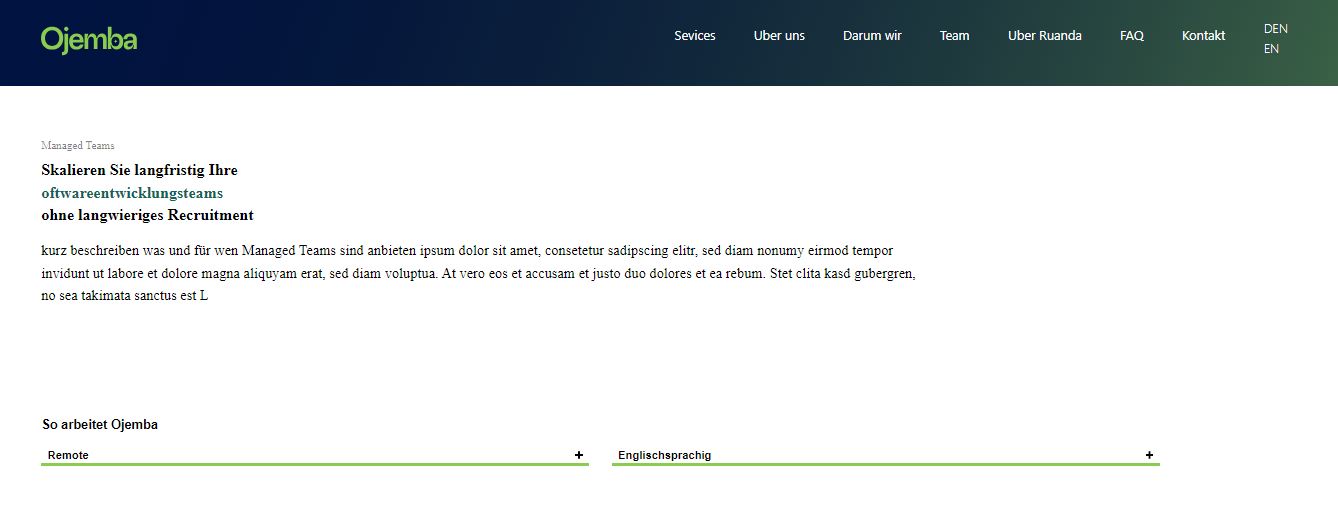 Ojemba
Sevices Uber uns Darum wir Team Uber Ruanda FAQ Kontakt DEN
EN
Managed Teams
Skalieren Sie langfristig Ihre
oftwareentwicklungsteams
ohne langwieriges Recruitment
kurz beschreiben was und für wen Managed Teams sind anbieten ipsum dolor sit amet, consetetur sadipscing elitr, sed diam nonumy eirmod tempor
invidunt ut labore et dolore magna aliquyam erat, sed diam voluptua. At vero eos et accusam et justo duo dolores et ea rebum. Stet clita kasd gubergren,
no sea takimata sanctus est L
So arbeitet Ojemba
Remote + Englischsprachig +